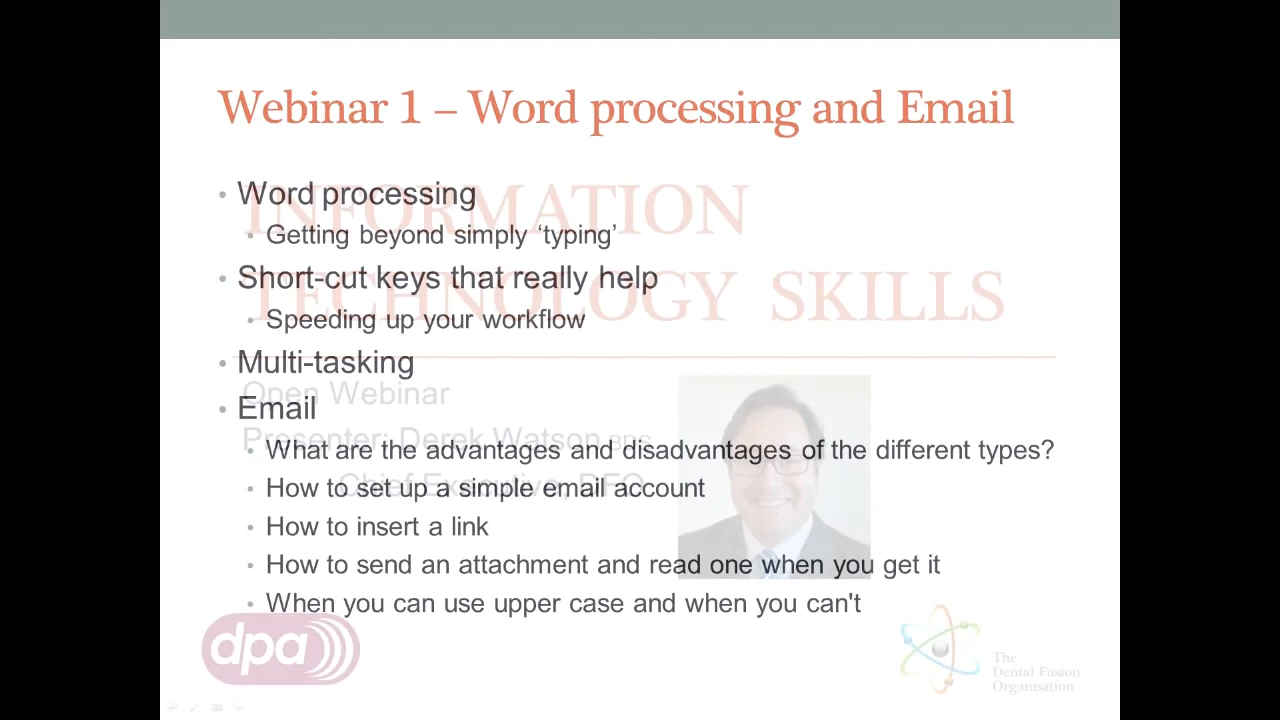 Webinar 1 – Word processing and Email
• Word processing
• Getting beyond simply ‘typing’
• Short-cut keys that really help
• Speeding up your workflow
• Multi-tasking
• Email
• What are the advantages and disadvantages of the different types?
• How to set up a simple email account
• How to insert a link
• How to send an attachment and read one when you get it
• When you can use upper case and when you can't
INFORMATION
TECHNOLOGY SKILLS
Open Webinar
Presenter: Derek Watson BDS
Chief Executive, DFO
dpa
The
Dental Fusion
Organisation